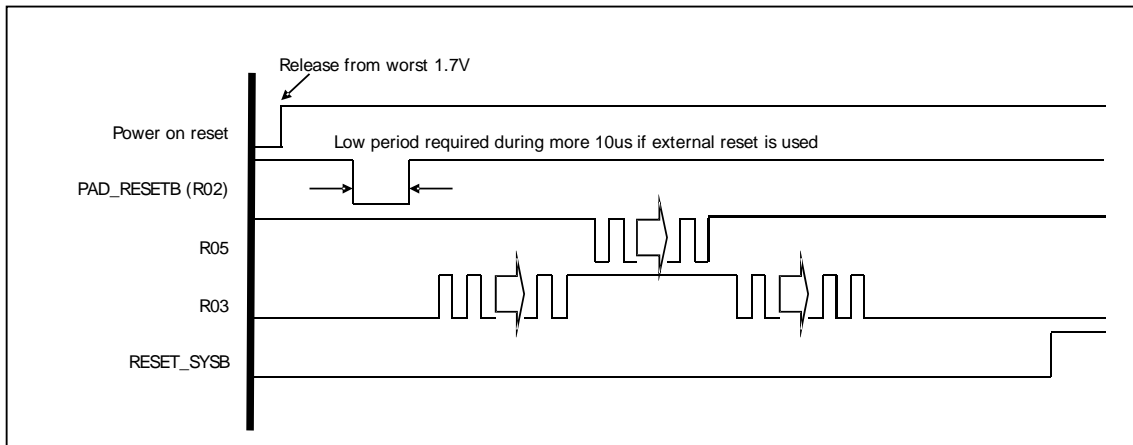 Release from worst 1.7V
Power on reset
Low period required during more 10us if external reset is used
PAD_RESETB (R02)
R05
R03
RESET_SYSB